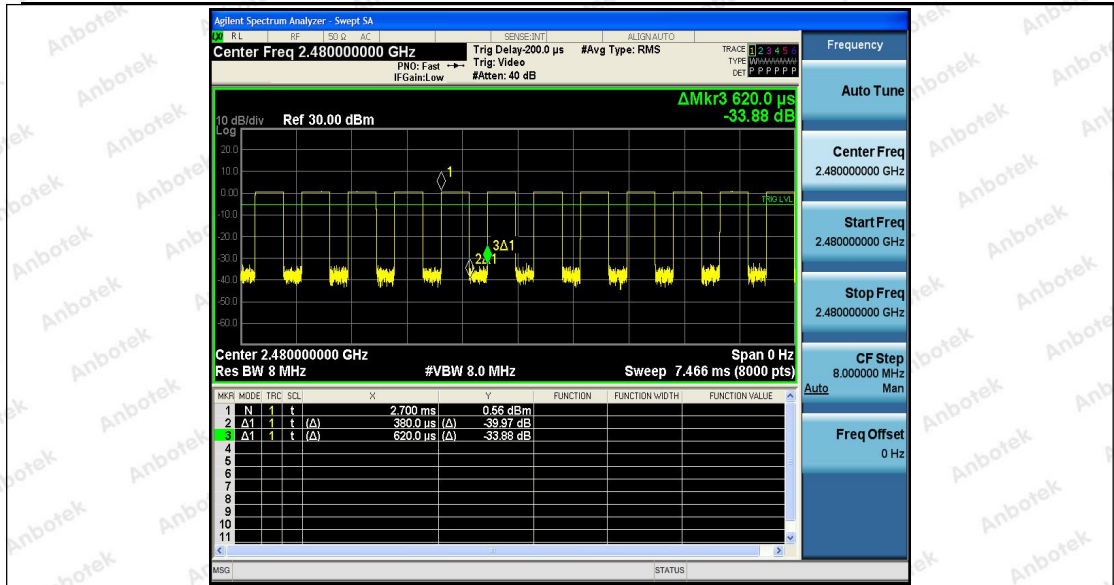 Agilent Spectrum Analyzer - Swept SA
RL RF 50 Ω AC SENSE:INT ALIGNAUTO
Center Freq 2.480000000 GHz
PNO: Fast
IFGain:Low
Trig Delay-200.0 µs
Trig: Video
#Atten: 40 dB
#Avg Type: RMS
TRACE 1 2 3 4 5 6
TYPE
DET P P P P P P
ΔMkr3 620.0 µs
-33.88 dB
10 dB/div Ref 30.00 dBm
Log
20.0
10.0
0.00
-10.0
-20.0
-30.0
-40.0
-50.0
-60.0
1
TRIG LVL
3Δ1
2Δ1
Center 2.480000000 GHz Span 0 Hz
Res BW 8 MHz #VBW 8.0 MHz Sweep 7.466 ms (8000 pts)
MKR MODE TRC SCL X Y FUNCTION FUNCTION WIDTH FUNCTION VALUE
1 N 1 t 2.700 ms 0.56 dBm
2 Δ1 1 t (Δ) 380.0 µs (Δ) -39.97 dB
3 Δ1 1 t (Δ) 620.0 µs (Δ) -33.88 dB
4
5
6
7
8
9
10
11
MSG STATUS
Frequency
Auto Tune
Center Freq
2.480000000 GHz
Start Freq
2.480000000 GHz
Stop Freq
2.480000000 GHz
CF Step
8.000000 MHz
Auto Man
Freq Offset
0 Hz
Anbotek